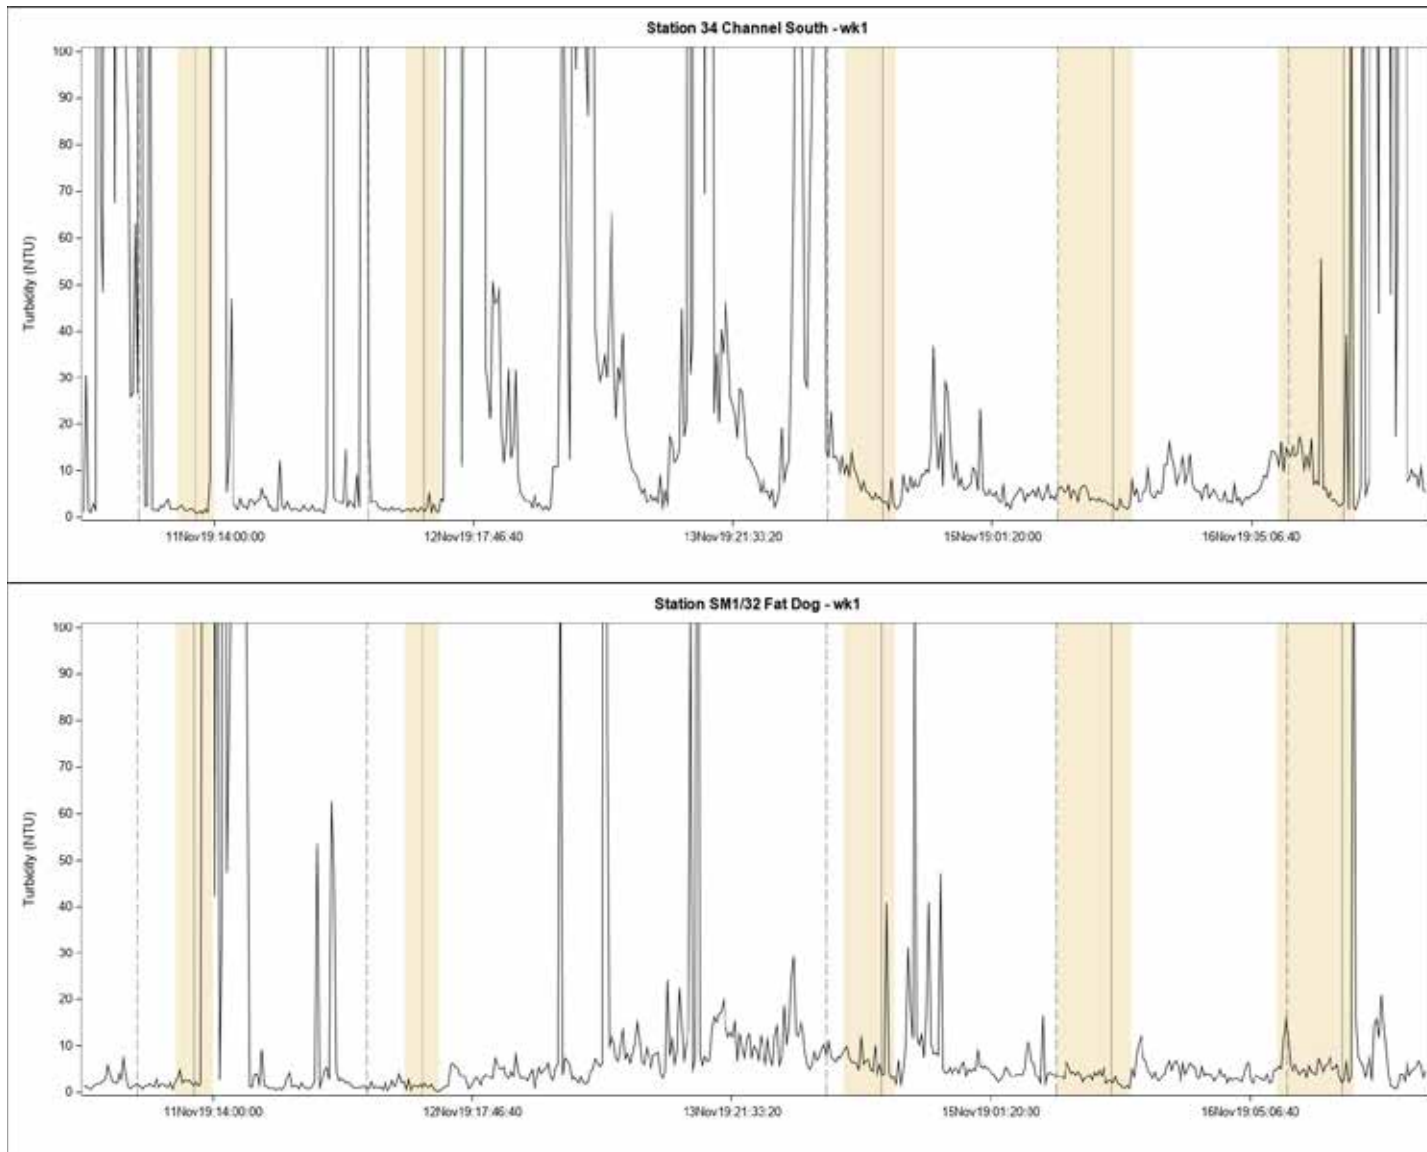 Station 34 Channel South - wk1
100
90
80
70
60
50
40
30
20
10
0
Turbidity (NTU)
11Nov19:14:00:00
12Nov19:17:46:40
13Nov19:21:33:20
15Nov19:01:20:00
16Nov19:05:06:40
Station SM1/32 Fat Dog - wk1
100
90
80
70
60
50
40
30
20
10
0
Turbidity (NTU)
11Nov19:14:00:00
12Nov19:17:46:40
13Nov19:21:33:20
15Nov19:01:20:00
16Nov19:05:06:40